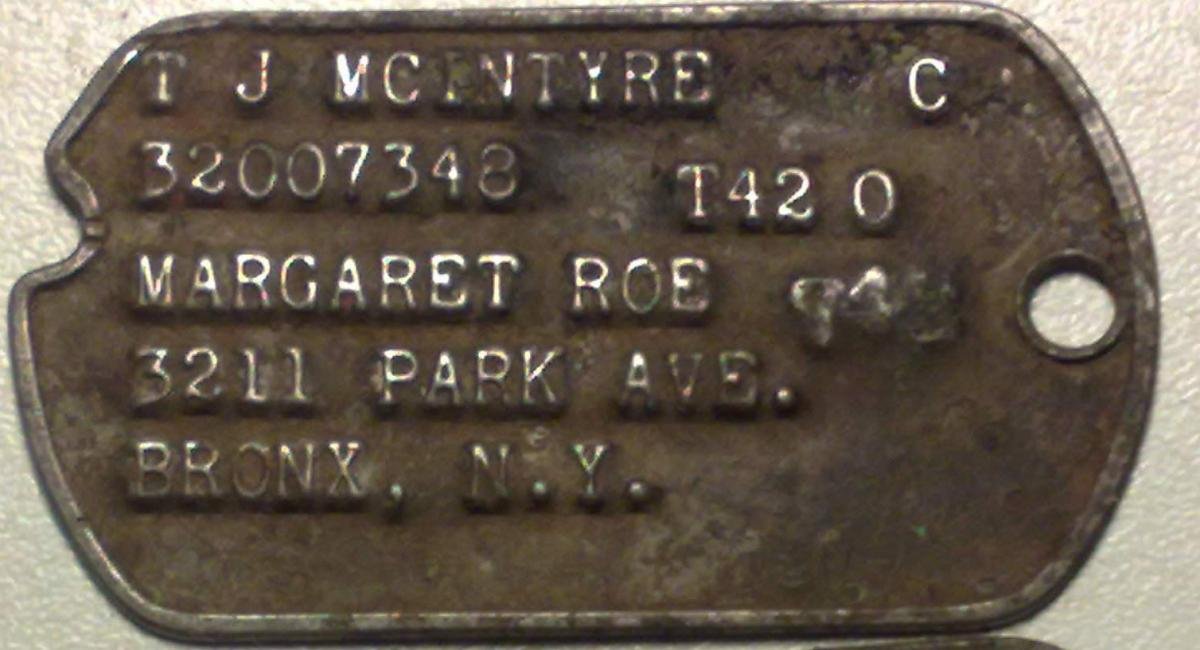 T J MCINTYRE C
32007348 T42 O
MARGARET ROE
3211 PARK AVE.
BRONX, N.Y.